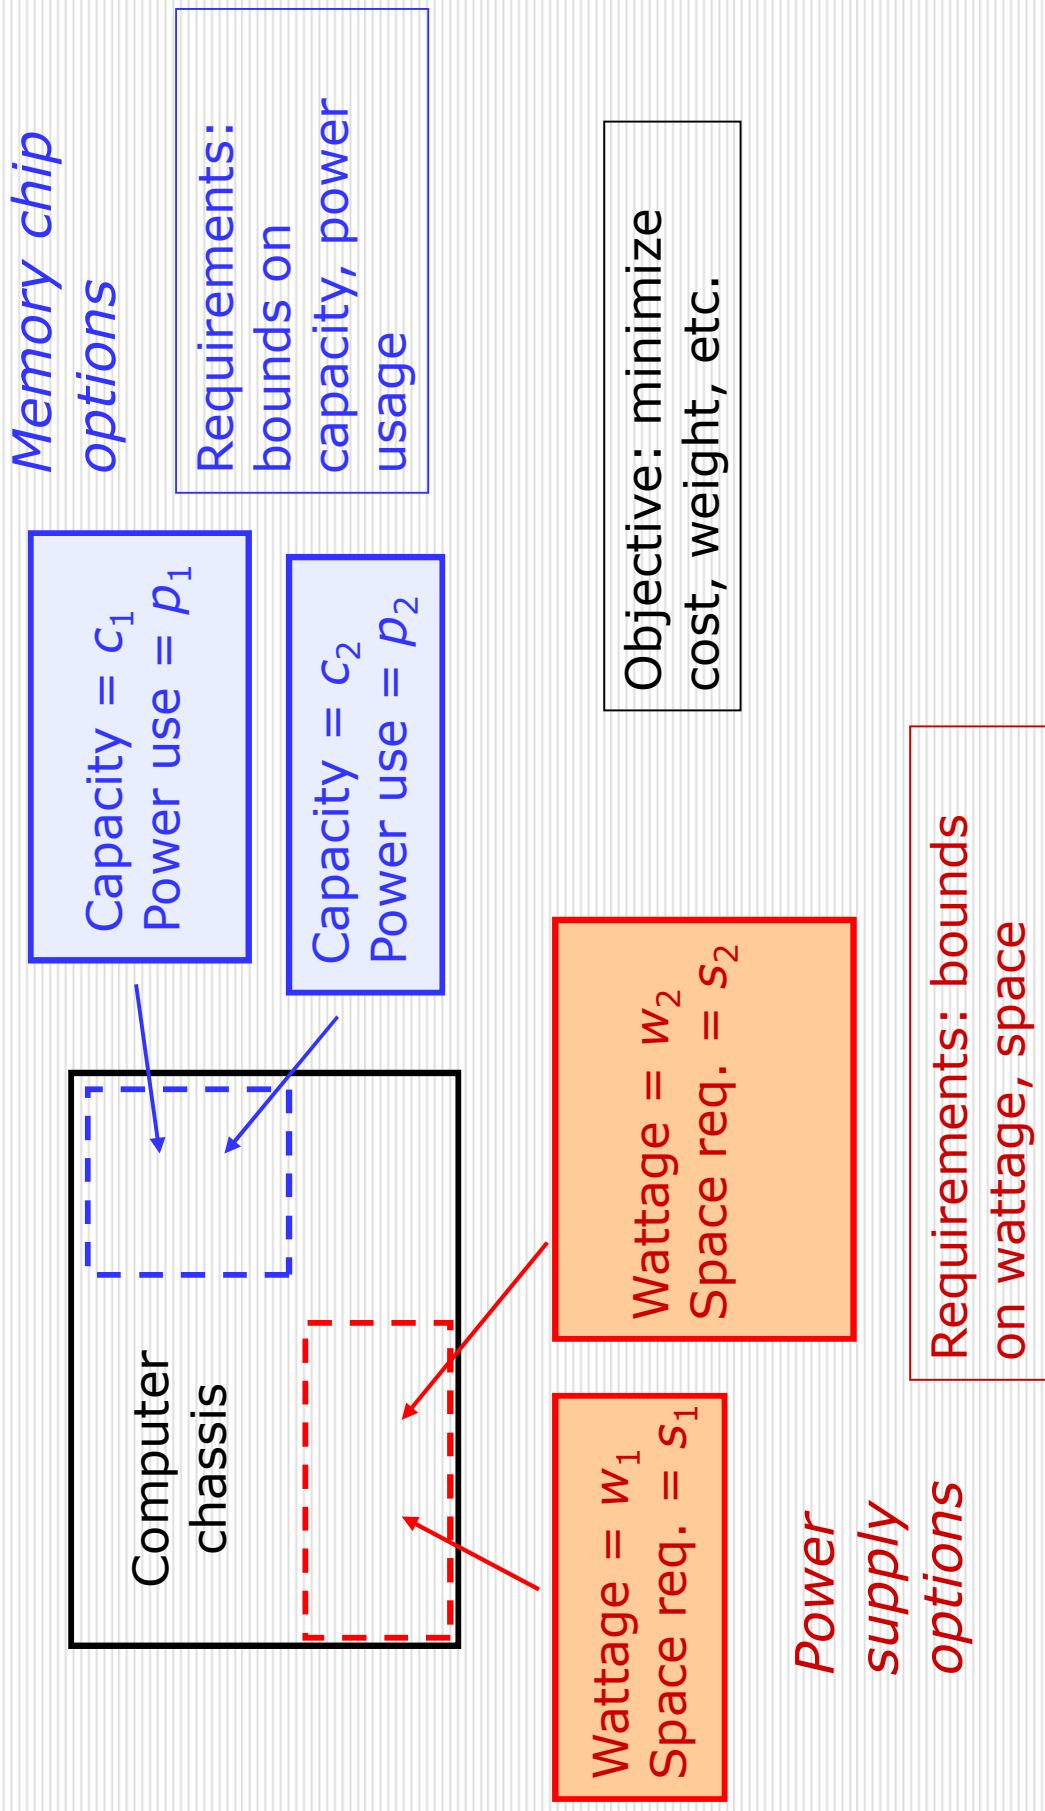 Memory chip
options
Capacity = c₁
Power use = p₁
Requirements:
bounds on
capacity, power
usage
Computer
chassis
Capacity = c₂
Power use = p₂
Wattage = w₁
Space req. = s₁
Wattage = w₂
Space req. = s₂
Objective: minimize
cost, weight, etc.
Power
supply
options
Requirements: bounds
on wattage, space